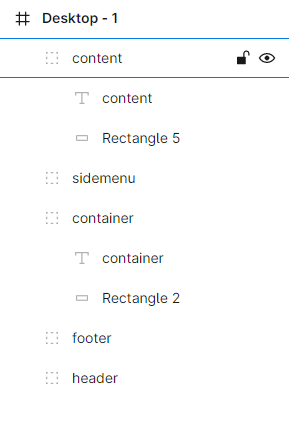 Desktop - 1
content
content
Rectangle 5
sidemenu
container
container
Rectangle 2
footer
header